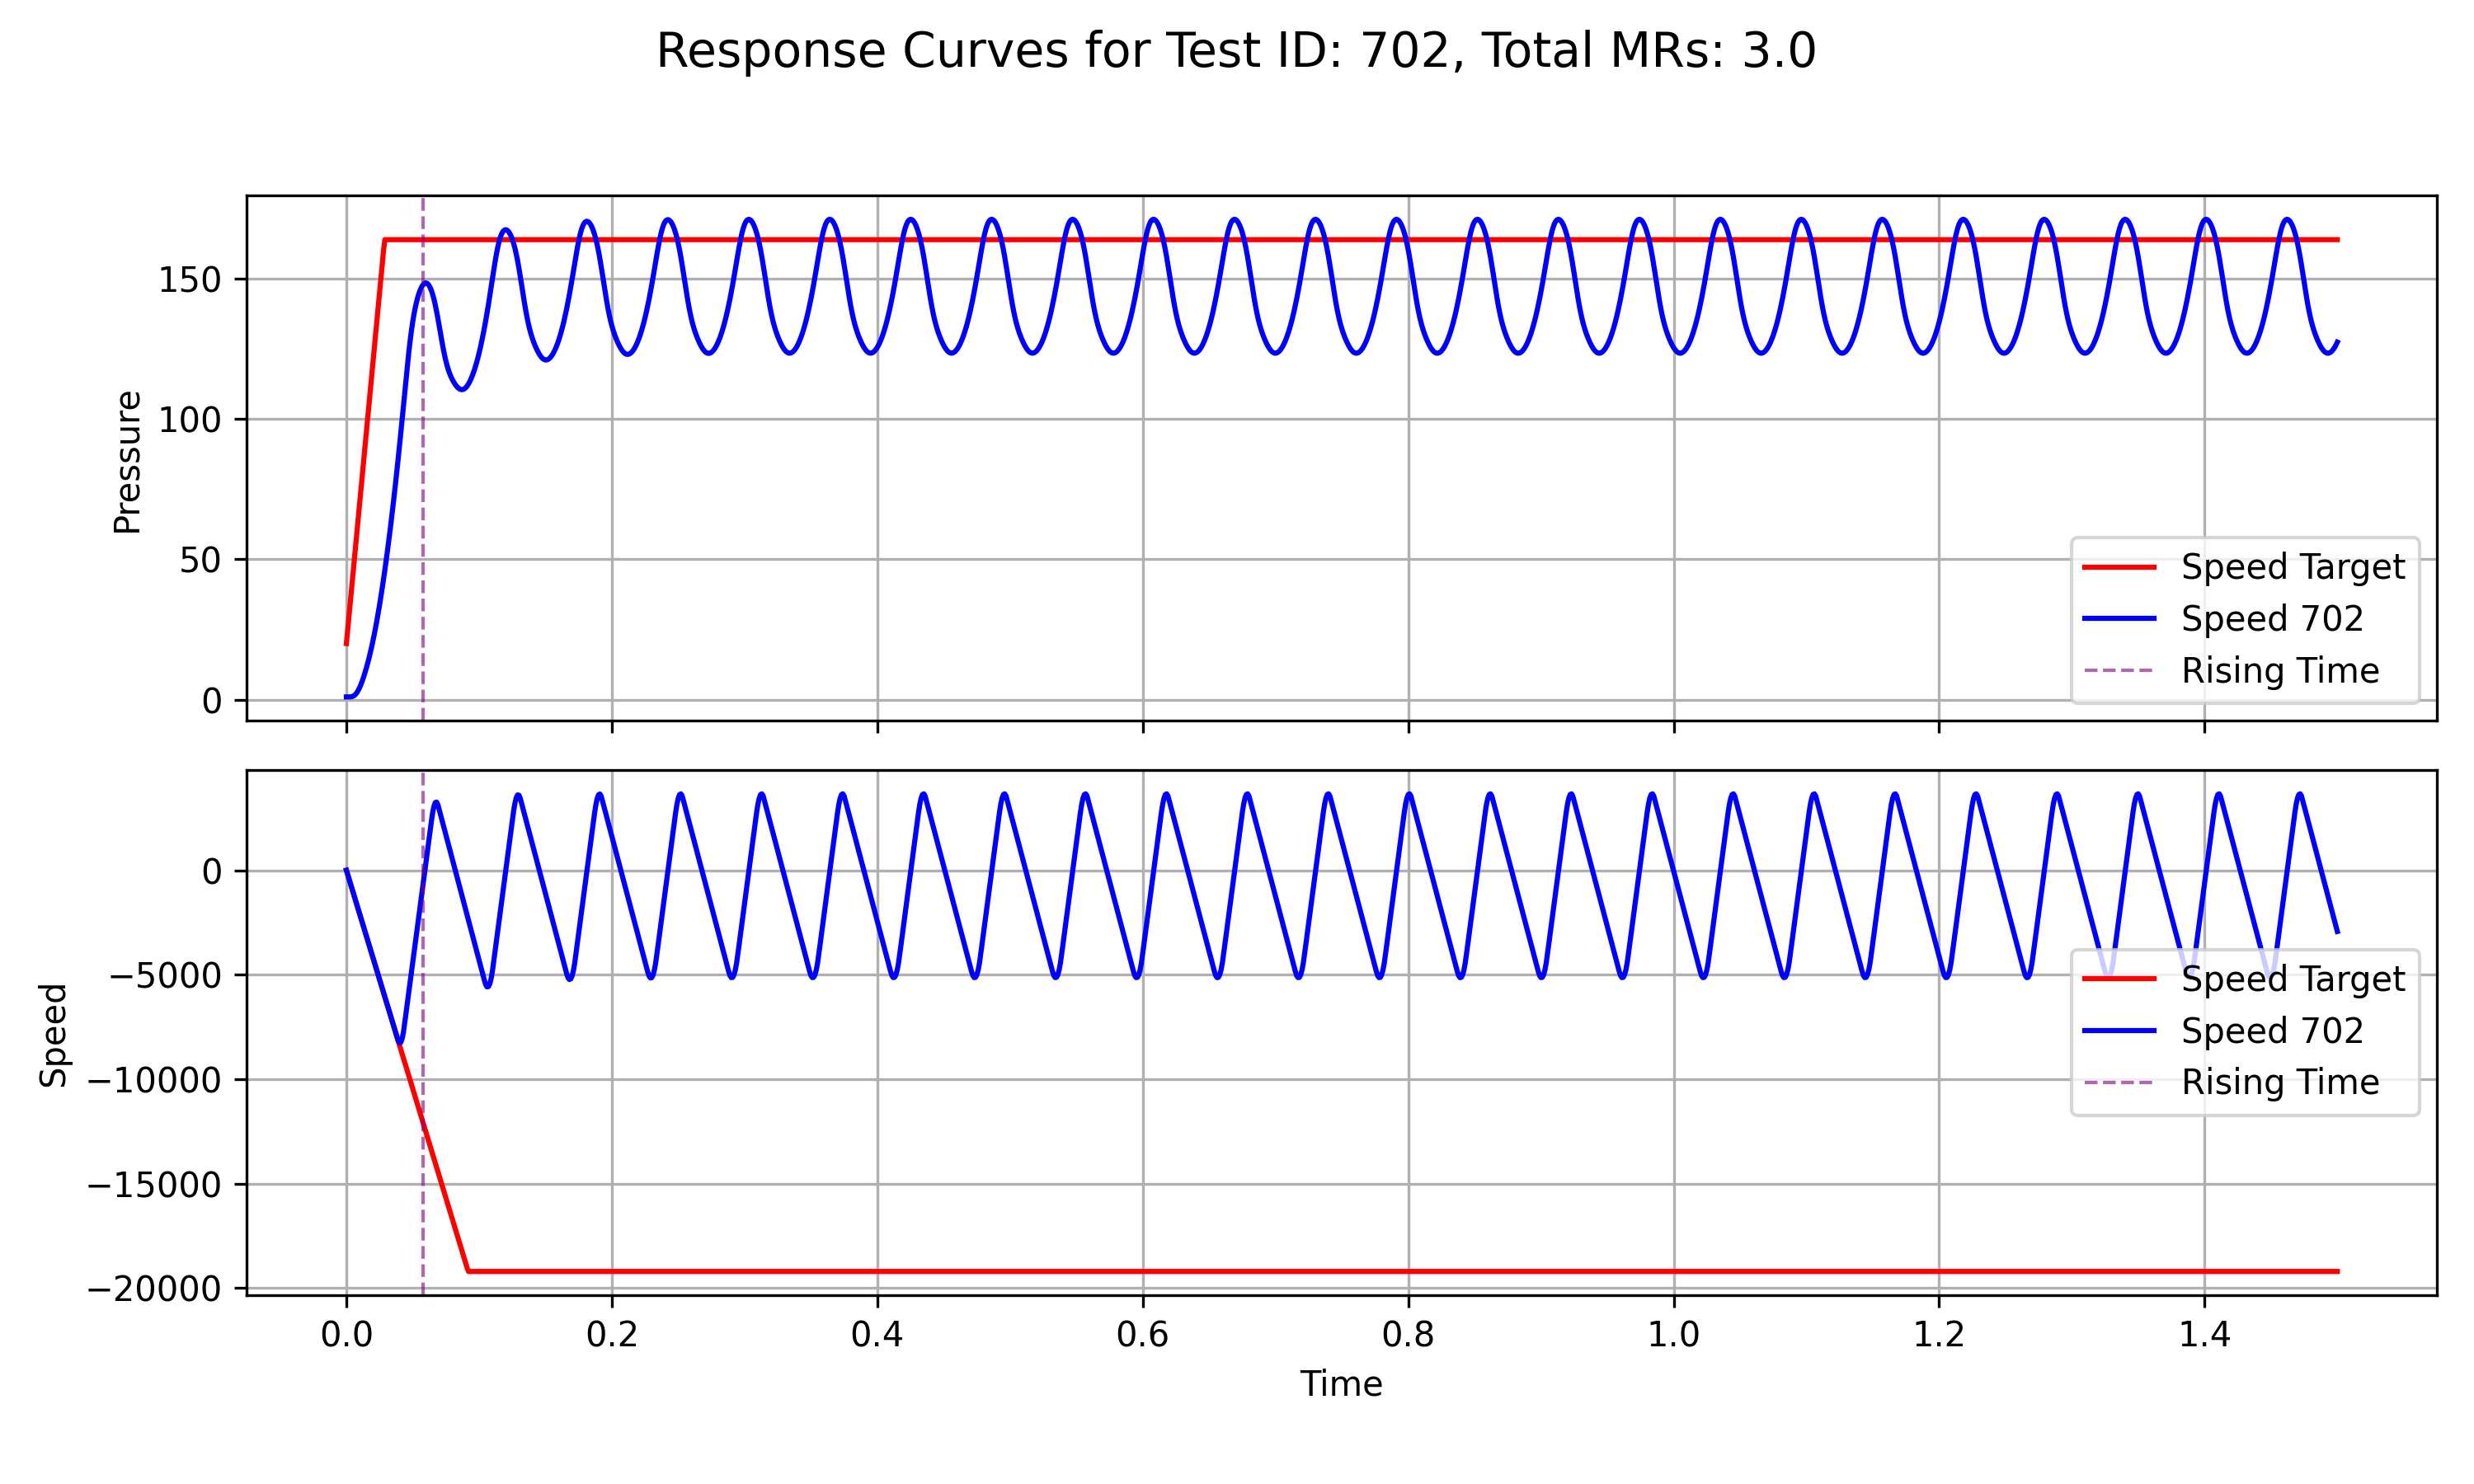 Response Curves for Test ID: 702, Total MRs: 3.0
Pressure
150
100
50
0
Speed Target
Speed 702
Rising Time
Speed
0
−5000
−10000
−15000
−20000
Speed Target
Speed 702
Rising Time
0.0 0.2 0.4 0.6 0.8 1.0 1.2 1.4
Time